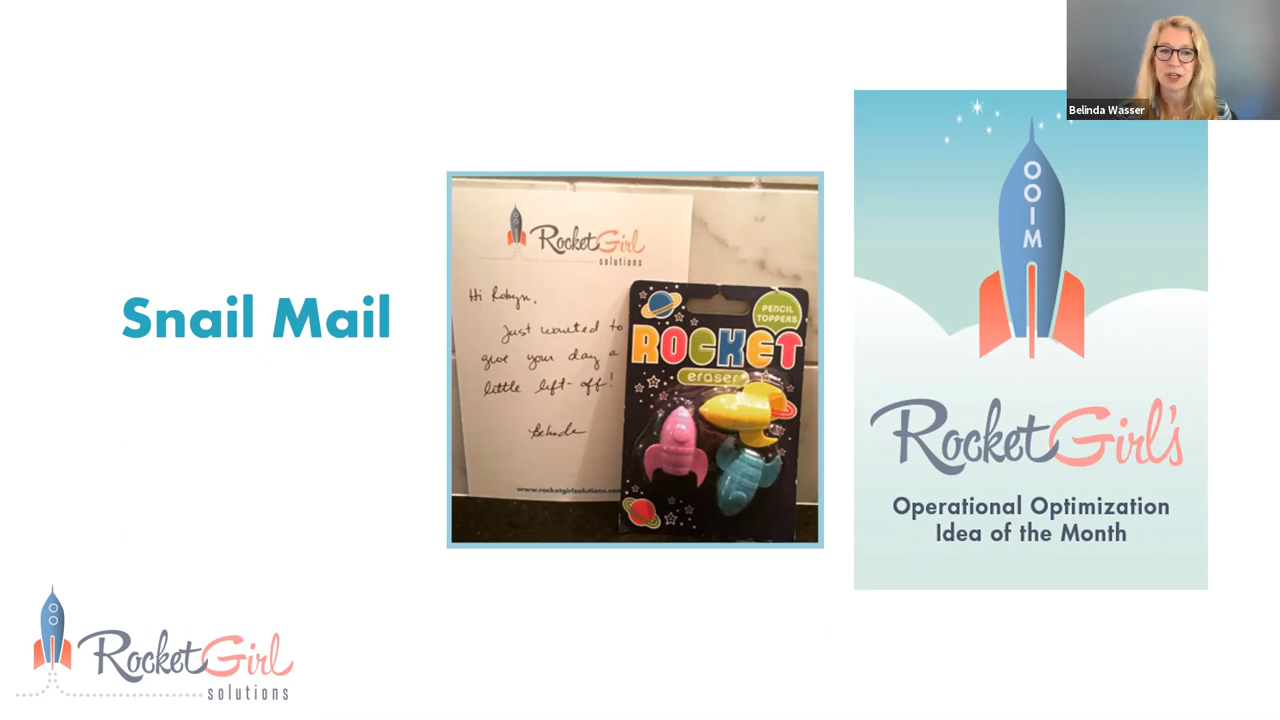 Belinda Wasser
Snail Mail
RocketGirl
solutions
Hi Robyn,
Just wanted to
give your day a
little lift-off!
Belinda
www.rocketgirlsolutions.co
PENCIL
TOPPERS
ROCKET
eraser
OOIM
RocketGirl's
Operational Optimization
Idea of the Month
RocketGirl
solutions